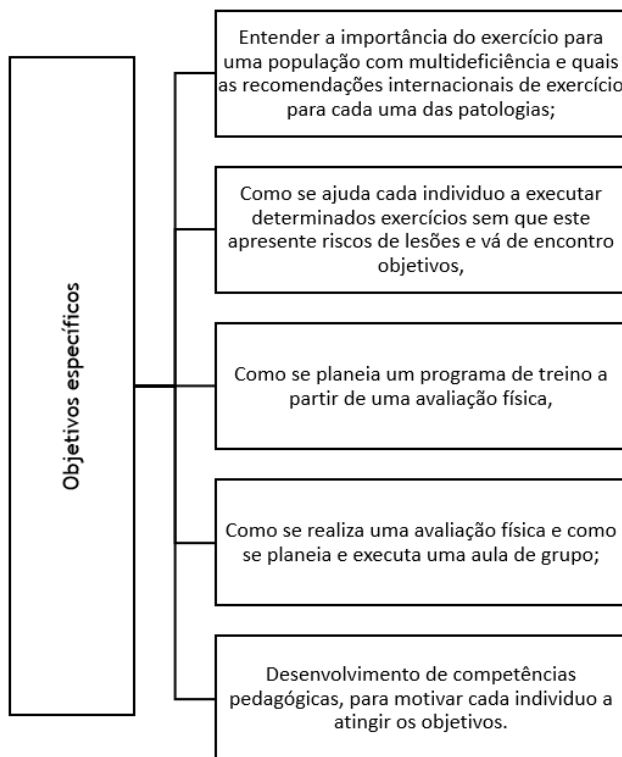 Objetivos específicos
Entender a importância do exercício para
uma população com multideficiência e quais
as recomendações internacionais de exercício
para cada uma das patologias;
Como se ajuda cada individuo a executar
determinados exercícios sem que este
apresente riscos de lesões e vá de encontro
objetivos,
Como se planeia um programa de treino a
partir de uma avaliação física,
Como se realiza uma avaliação física e como
se planeia e executa uma aula de grupo;
Desenvolvimento de competências
pedagógicas, para motivar cada individuo a
atingir os objetivos.